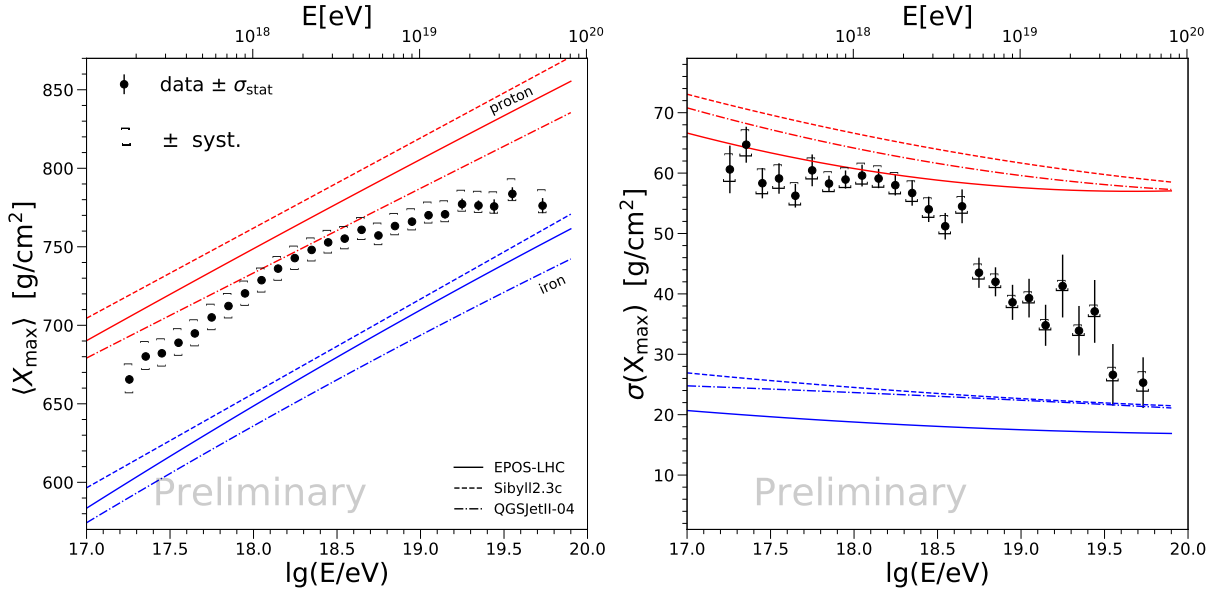 E[eV]
10^18 10^19 10^20
850
800
750
700
650
600
⟨X_max⟩ [g/cm²]
data ± σ_stat
± syst.
proton
iron
EPOS-LHC
Sibyll2.3c
QGSJetII-04
Preliminary
17.0 17.5 18.0 18.5 19.0 19.5 20.0
lg(E/eV)
E[eV]
10^18 10^19 10^20
70
60
50
40
30
20
10
σ(X_max) [g/cm²]
Preliminary
17.0 17.5 18.0 18.5 19.0 19.5 20.0
lg(E/eV)